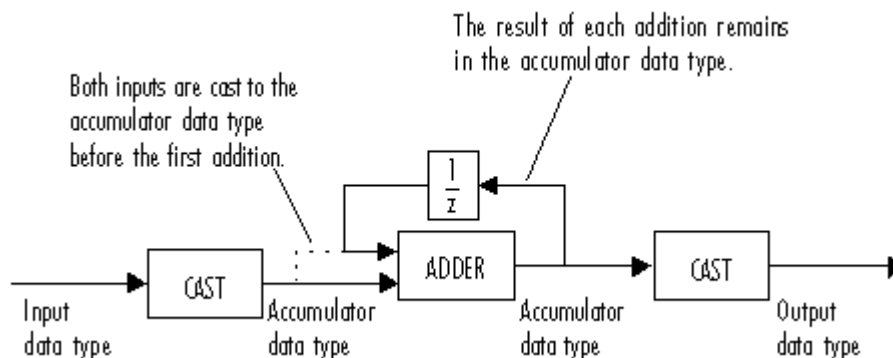 The result of each addition remains
in the accumulator data type.
Both inputs are cast to the
accumulator data type
before the first addition.
1
z
CAST
ADDER
CAST
Input
data type
Accumulator
data type
Accumulator
data type
Output
data type